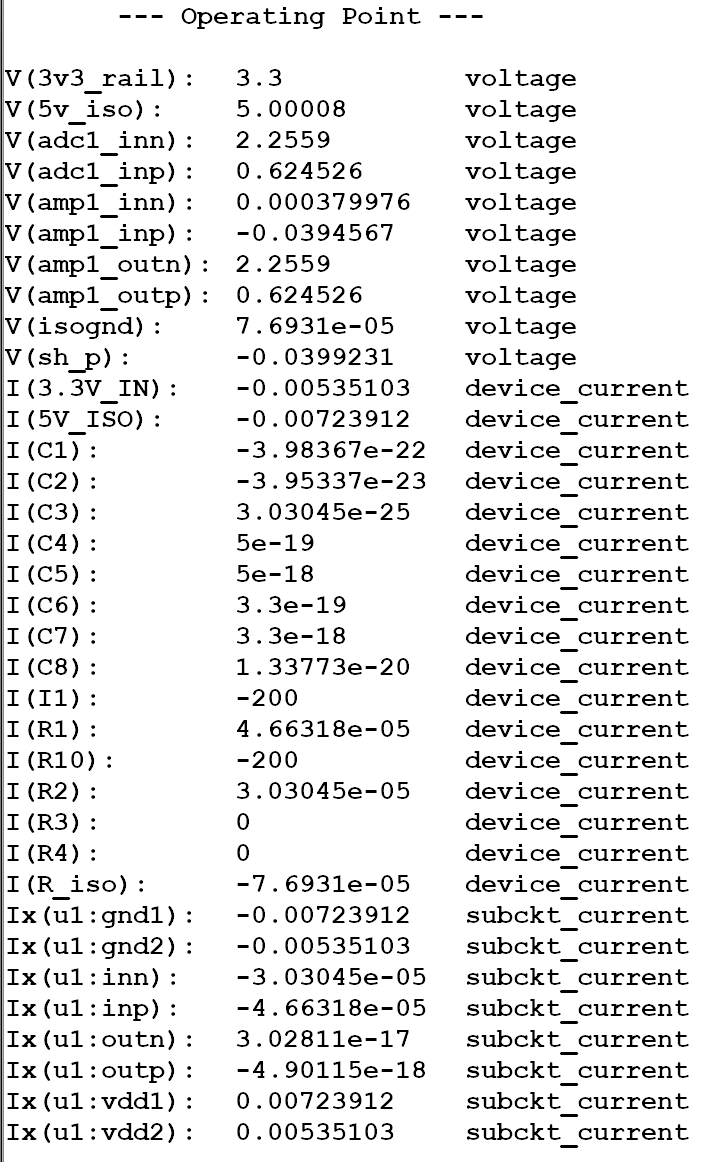 --- Operating Point ---
V(3v3_rail): 3.3 voltage
V(5v_iso): 5.00008 voltage
V(adc1_inn): 2.2559 voltage
V(adc1_inp): 0.624526 voltage
V(amp1_inn): 0.000379976 voltage
V(amp1_inp): -0.0394567 voltage
V(amp1_outn): 2.2559 voltage
V(amp1_outp): 0.624526 voltage
V(isognd): 7.6931e-05 voltage
V(sh_p): -0.0399231 voltage
I(3.3V_IN): -0.00535103 device_current
I(5V_ISO): -0.00723912 device_current
I(C1): -3.98367e-22 device_current
I(C2): -3.95337e-23 device_current
I(C3): 3.03045e-25 device_current
I(C4): 5e-19 device_current
I(C5): 5e-18 device_current
I(C6): 3.3e-19 device_current
I(C7): 3.3e-18 device_current
I(C8): 1.33773e-20 device_current
I(I1): -200 device_current
I(R1): 4.66318e-05 device_current
I(R10): -200 device_current
I(R2): 3.03045e-05 device_current
I(R3): 0 device_current
I(R4): 0 device_current
I(R_iso): -7.6931e-05 device_current
Ix(u1:gnd1): -0.00723912 subckt_current
Ix(u1:gnd2): -0.00535103 subckt_current
Ix(u1:inn): -3.03045e-05 subckt_current
Ix(u1:inp): -4.66318e-05 subckt_current
Ix(u1:outn): 3.02811e-17 subckt_current
Ix(u1:outp): -4.90115e-18 subckt_current
Ix(u1:vdd1): 0.00723912 subckt_current
Ix(u1:vdd2): 0.00535103 subckt_current